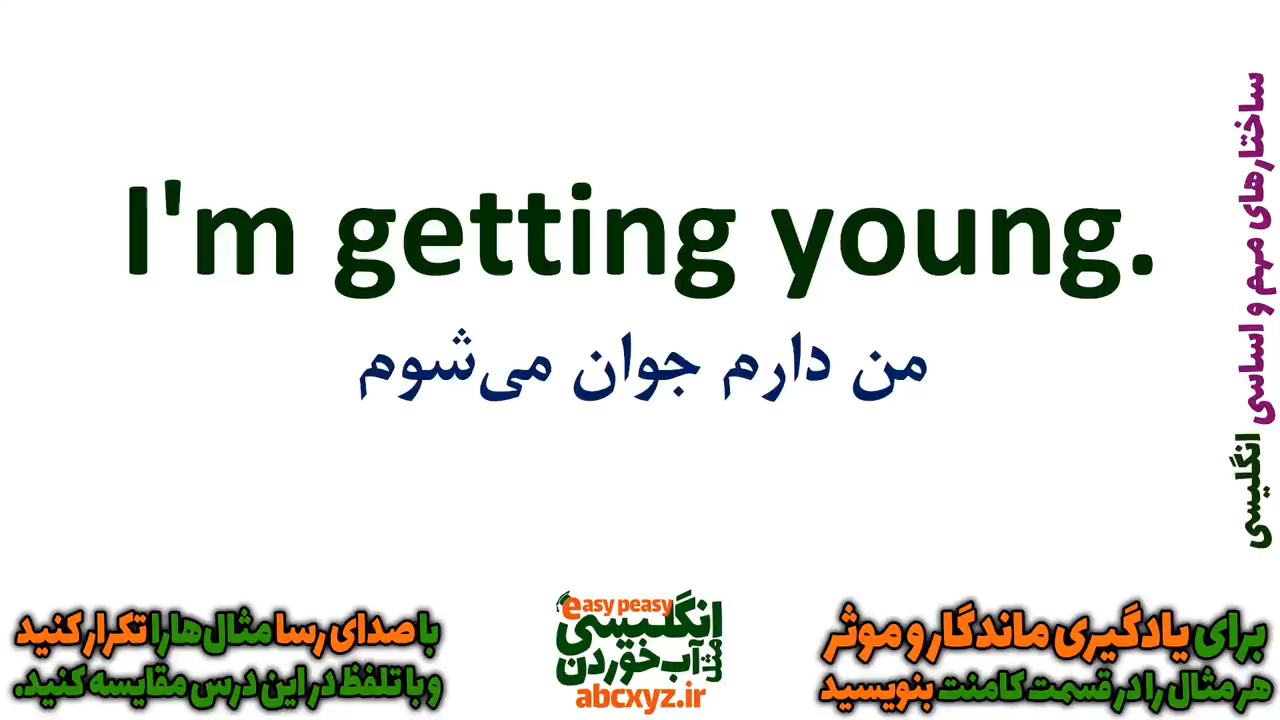 I'm getting young.
من دارم جوان می‌شوم
ساختارهای مهم و اساسی انگلیسی
برای یادگیری ماندگار و موثر
هر مثال را در قسمت کامنت بنویسید
easy peasy
انگلیسی
مثل آب خوردن
abcxyz.ir
با صدای رسا مثال‌ها را تکرار کنید
و با تلفظ در این درس مقایسه کنید.